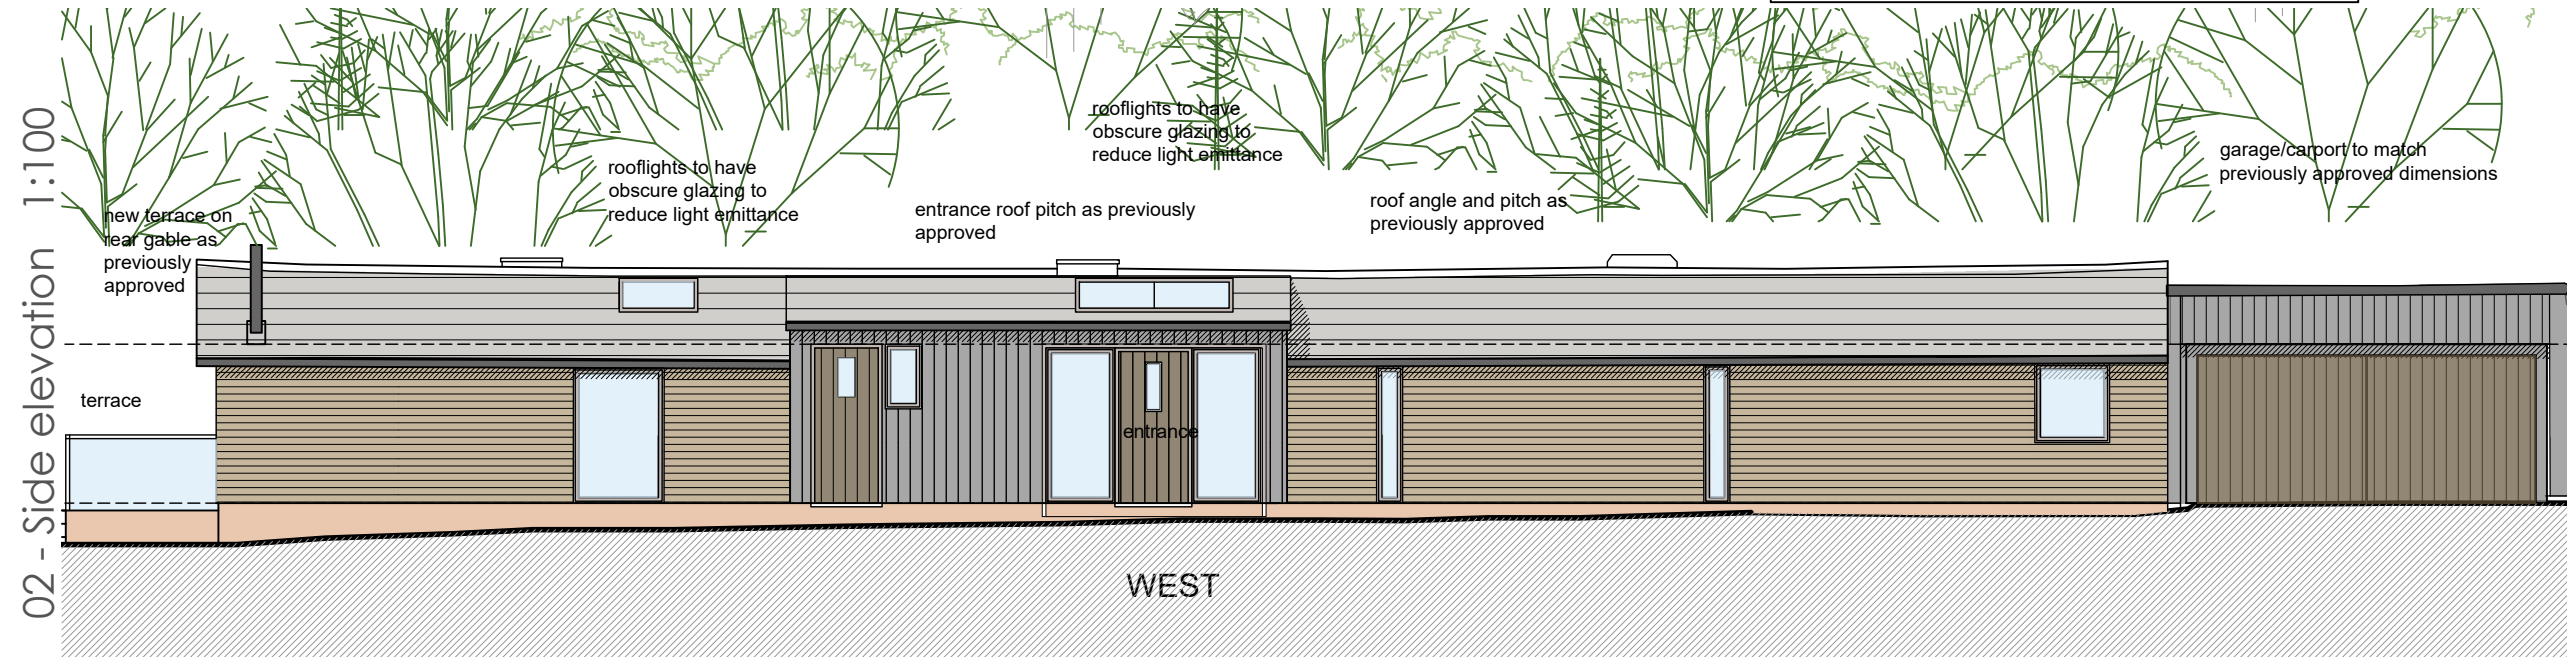 02 - Side elevation 1:100
new terrace on
rear gable as
previously
approved
terrace
rooflights to have
obscure glazing to
reduce light emittance
entrance roof pitch as previously
approved
rooflights to have
obscure glazing to
reduce light emittance
roof angle and pitch as
previously approved
garage/carport to match
previously approved dimensions
entrance
WEST